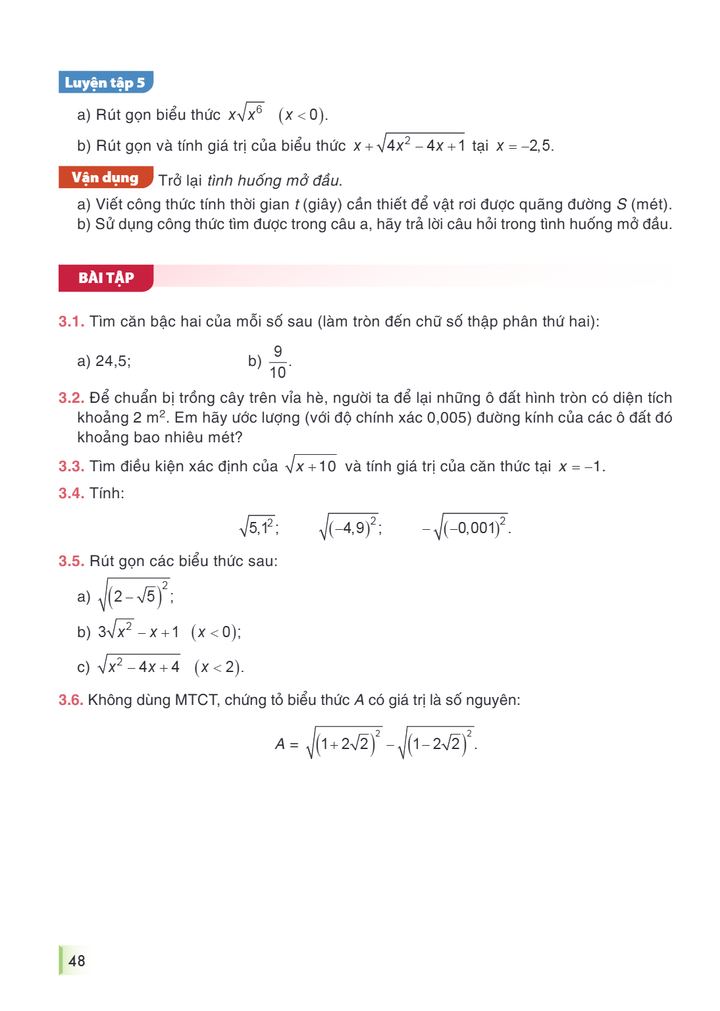 Luyện tập 5
a) Rút gọn biểu thức x√x⁶ (x < 0).
b) Rút gọn và tính giá trị của biểu thức x + √(4x² − 4x + 1) tại x = −2,5.
Vận dụng Trở lại tình huống mở đầu.
a) Viết công thức tính thời gian t (giây) cần thiết để vật rơi được quãng đường S (mét).
b) Sử dụng công thức tìm được trong câu a, hãy trả lời câu hỏi trong tình huống mở đầu.
BÀI TẬP
3.1. Tìm căn bậc hai của mỗi số sau (làm tròn đến chữ số thập phân thứ hai):
a) 24,5; b) 9/10.
3.2. Để chuẩn bị trồng cây trên vỉa hè, người ta để lại những ô đất hình tròn có diện tích
khoảng 2 m². Em hãy ước lượng (với độ chính xác 0,005) đường kính của các ô đất đó
khoảng bao nhiêu mét?
3.3. Tìm điều kiện xác định của √(x + 10) và tính giá trị của căn thức tại x = −1.
3.4. Tính:
√(5,1²); √((−4,9)²); −√((−0,001)²).
3.5. Rút gọn các biểu thức sau:
a) √((2 − √5)²);
b) 3√x² − x + 1 (x < 0);
c) √(x² − 4x + 4) (x < 2).
3.6. Không dùng MTCT, chứng tỏ biểu thức A có giá trị là số nguyên:
A = √((1 + 2√2)²) − √((1 − 2√2)²).
48